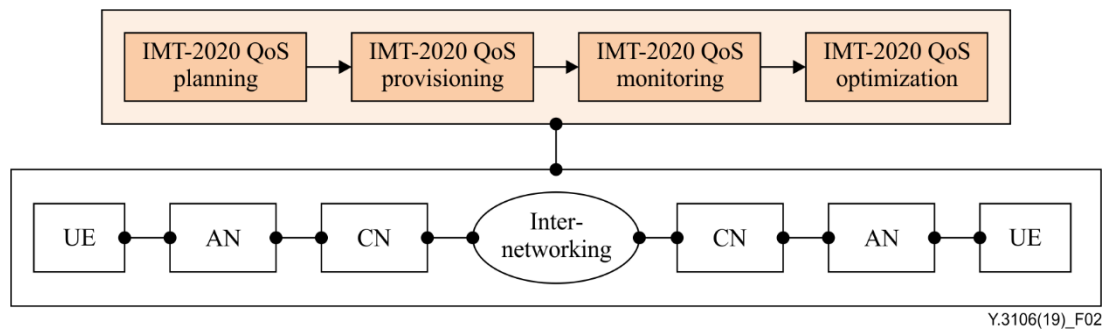 IMT-2020 QoS
planning
IMT-2020 QoS
provisioning
IMT-2020 QoS
monitoring
IMT-2020 QoS
optimization
UE
AN
CN
Inter-
networking
CN
AN
UE
Y.3106(19)_F02